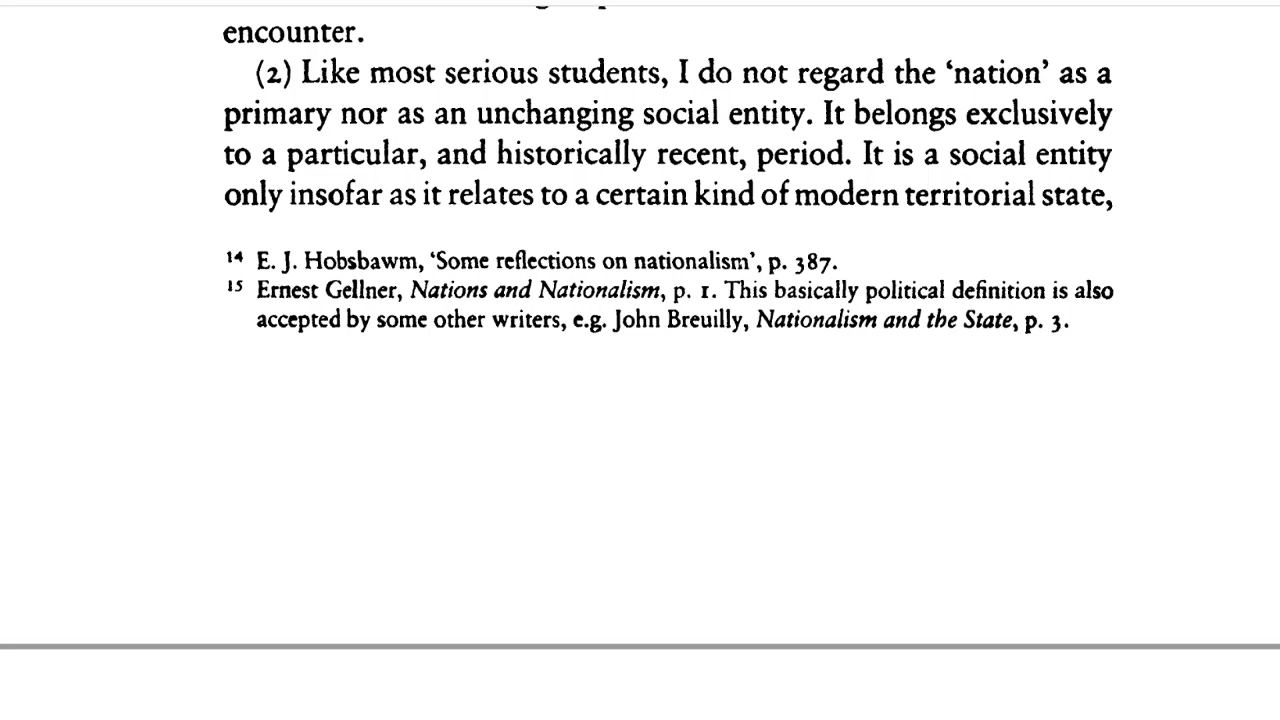 encounter.
(2) Like most serious students, I do not regard the ‘nation’ as a
primary nor as an unchanging social entity. It belongs exclusively
to a particular, and historically recent, period. It is a social entity
only insofar as it relates to a certain kind of modern territorial state,
14 E. J. Hobsbawm, ‘Some reflections on nationalism’, p. 387.
15 Ernest Gellner, Nations and Nationalism, p. 1. This basically political definition is also
accepted by some other writers, e.g. John Breuilly, Nationalism and the State, p. 3.